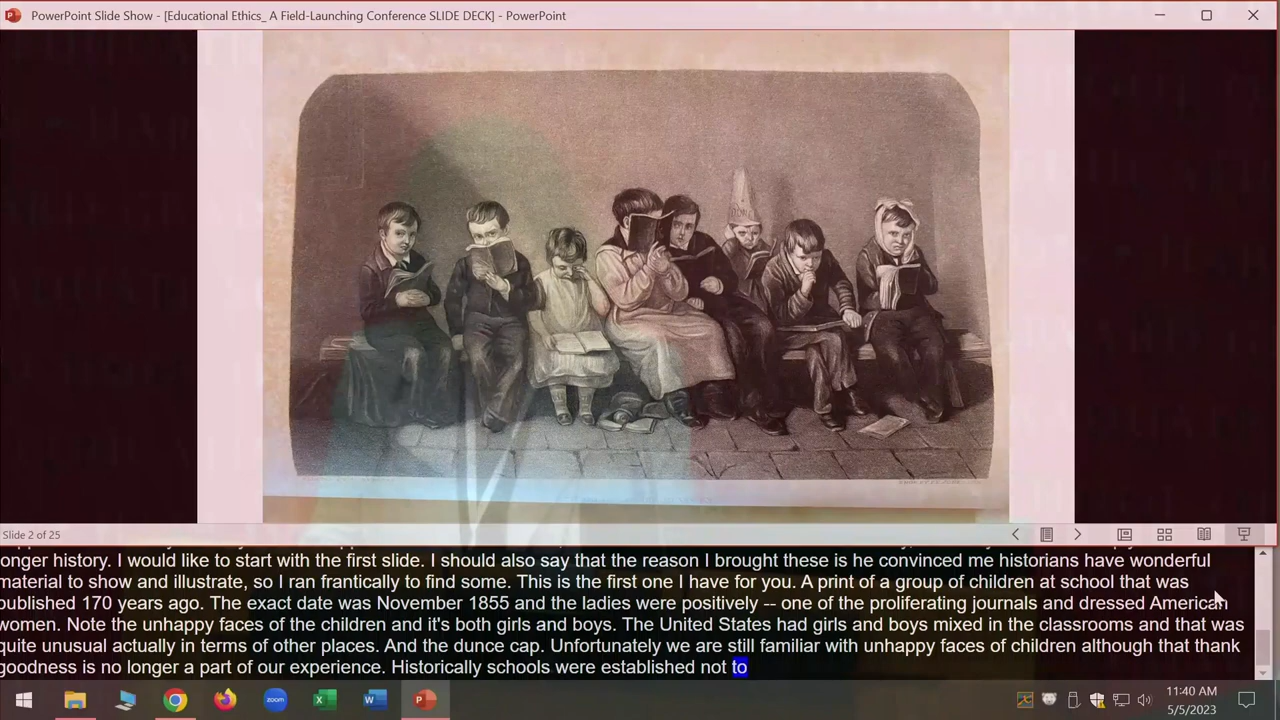 PowerPoint Slide Show - [Educational Ethics_ A Field-Launching Conference SLIDE DECK] - PowerPoint
DUNCE
Slide 2 of 25
longer history. I would like to start with the first slide. I should also say that the reason I brought these is he convinced me historians have wonderful
material to show and illustrate, so I ran frantically to find some. This is the first one I have for you. A print of a group of children at school that was
published 170 years ago. The exact date was November 1855 and the ladies were positively -- one of the proliferating journals and dressed American
women. Note the unhappy faces of the children and it's both girls and boys. The United States had girls and boys mixed in the classrooms and that was
quite unusual actually in terms of other places. And the dunce cap. Unfortunately we are still familiar with unhappy faces of children although that thank
goodness is no longer a part of our experience. Historically schools were established not to
zoom
11:40 AM
5/5/2023